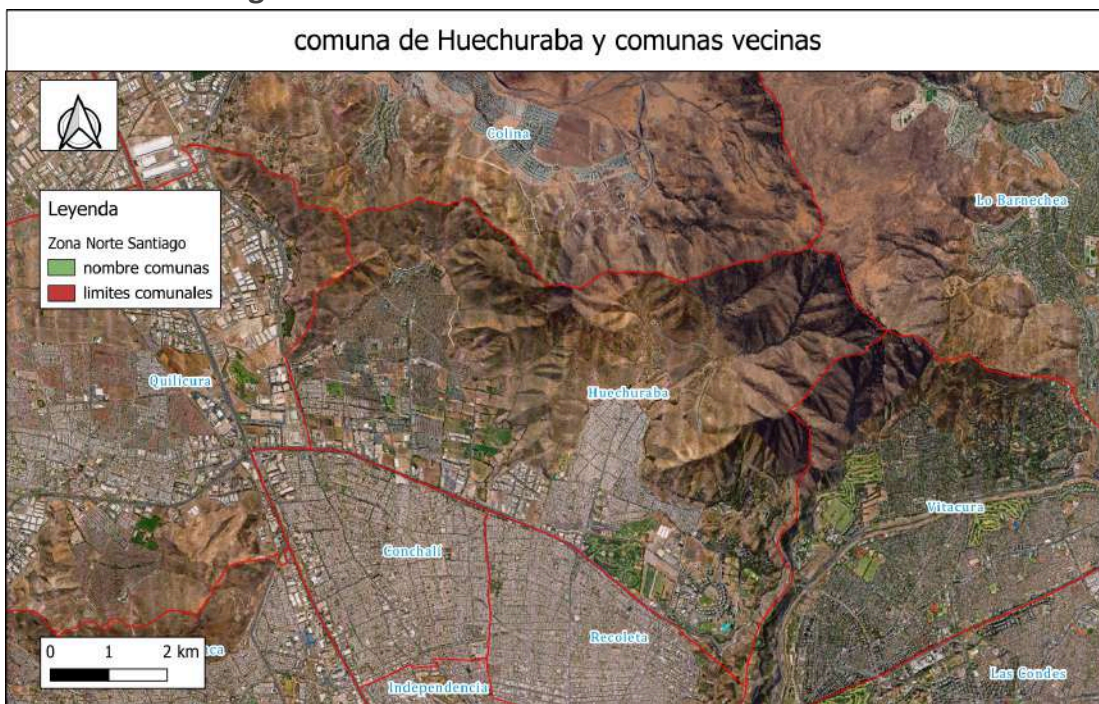 comuna de Huechuraba y comunas vecinas
Colina
Leyenda
Lo Barnechea
Zona Norte Santiago
nombre comunas
limites comunales
Quilicura
Huechuraba
Vitacura
Conchalí
Recoleta
0 1 2 km
Independencia
Las Condes